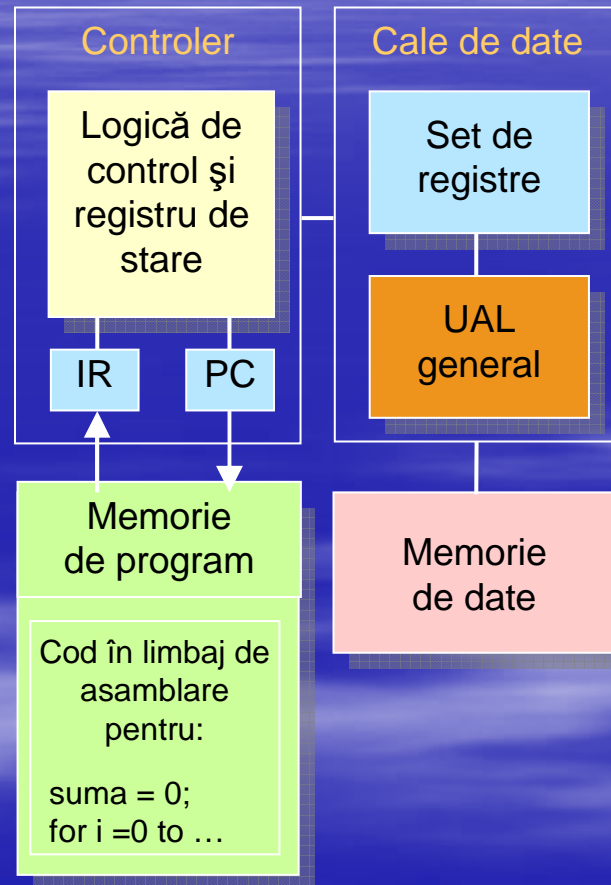 Controler
Logică de
control şi
registru de
stare
IR
PC
Memorie
de program
Cod în limbaj de
asamblare
pentru:
suma = 0;
for i =0 to …
Cale de date
Set de
registre
UAL
general
Memorie
de date